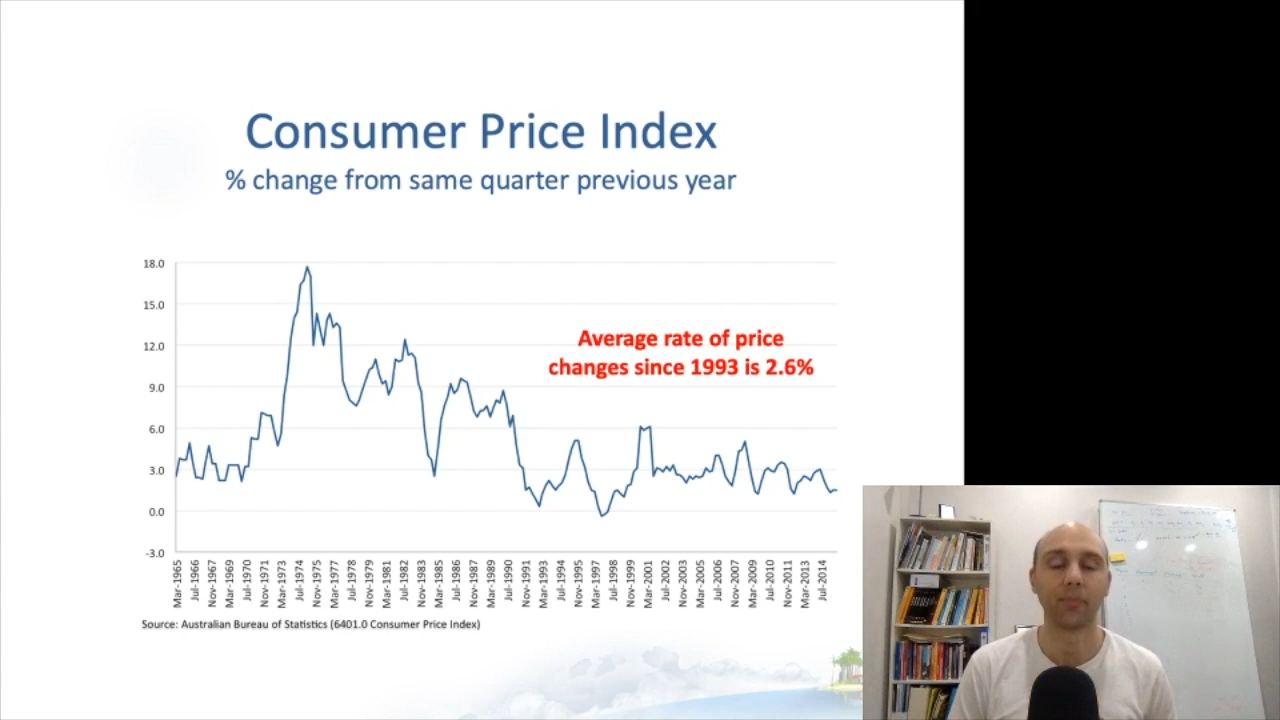 Consumer Price Index
% change from same quarter previous year
18.0
15.0
12.0
9.0
6.0
3.0
0.0
-3.0
Average rate of price
changes since 1993 is 2.6%
Mar-1965
Jul-1966
Nov-1967
Mar-1969
Jul-1970
Nov-1971
Mar-1973
Jul-1974
Nov-1975
Mar-1977
Jul-1978
Nov-1979
Mar-1981
Jul-1982
Nov-1983
Mar-1985
Jul-1986
Nov-1987
Mar-1989
Jul-1990
Nov-1991
Mar-1993
Jul-1994
Nov-1995
Mar-1997
Jul-1998
Nov-1999
Mar-2001
Jul-2002
Nov-2003
Mar-2005
Jul-2006
Nov-2007
Mar-2009
Jul-2010
Nov-2011
Mar-2013
Jul-2014
Source: Australian Bureau of Statistics (6401.0 Consumer Price Index)